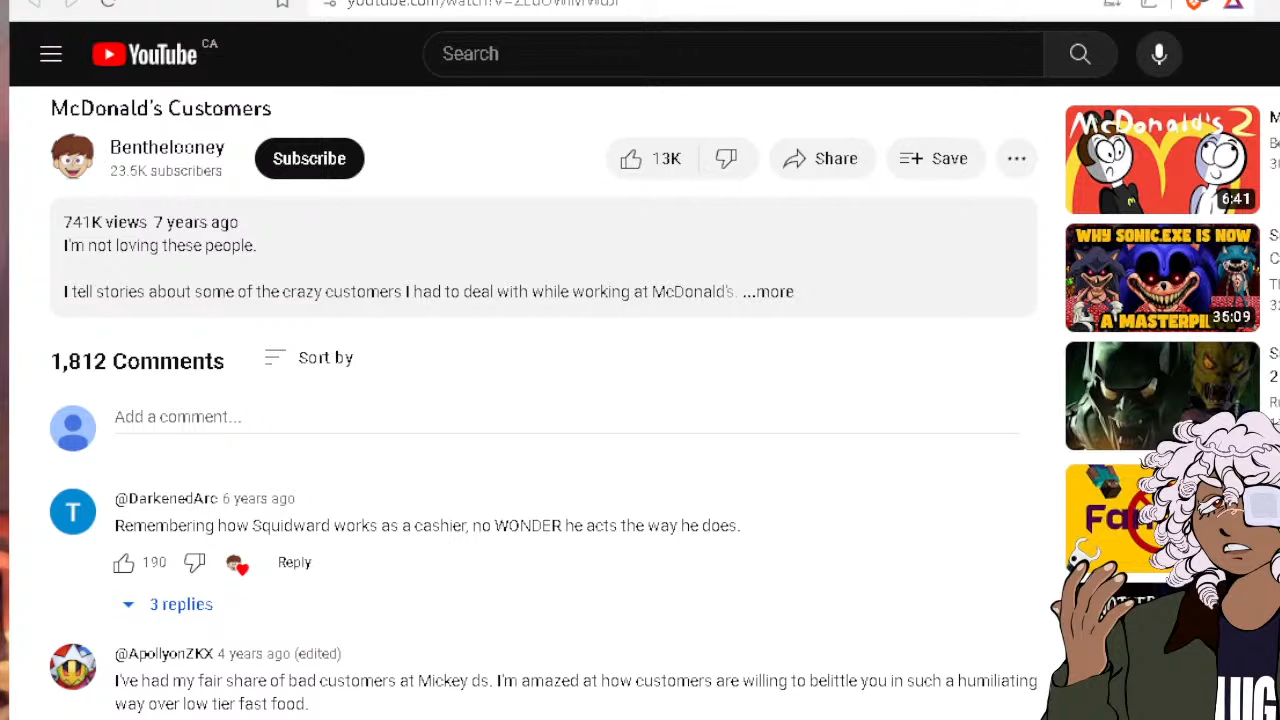 YouTube CA
Search
McDonald's Customers
Benthelooney
23.5K subscribers
Subscribe
13K
Share
Save
741K views 7 years ago
I'm not loving these people.
I tell stories about some of the crazy customers I had to deal with while working at McDonald's. ...more
1,812 Comments
Sort by
Add a comment...
T
@DarkenedArc 6 years ago
Remembering how Squidward works as a cashier, no WONDER he acts the way he does.
190
Reply
3 replies
@ApollyonZKX 4 years ago (edited)
I've had my fair share of bad customers at Mickey ds. I'm amazed at how customers are willing to belittle you in such a humiliating
way over low tier fast food.
McDonald's 2
6:41
WHY SONIC.EXE IS NOW
35:09